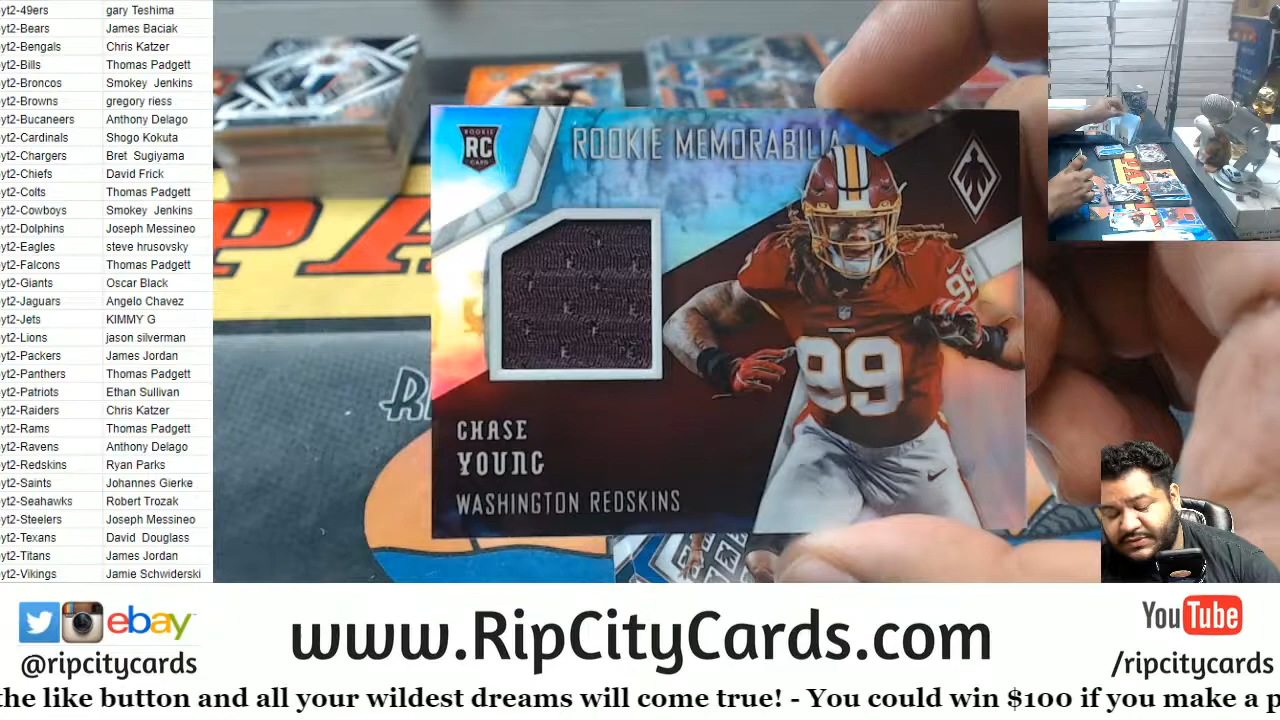 yt2-49ers gary Teshima
yt2-Bears James Baciak
yt2-Bengals Chris Katzer
yt2-Bills Thomas Padgett
yt2-Broncos Smokey Jenkins
yt2-Browns gregory riess
yt2-Bucaneers Anthony Delago
yt2-Cardinals Shogo Kokuta
yt2-Chargers Bret Sugiyama
yt2-Chiefs David Frick
yt2-Colts Thomas Padgett
yt2-Cowboys Smokey Jenkins
yt2-Dolphins Joseph Messineo
yt2-Eagles steve hrusovsky
yt2-Falcons Thomas Padgett
yt2-Giants Oscar Black
yt2-Jaguars Angelo Chavez
yt2-Jets KIMMY G
yt2-Lions jason silverman
yt2-Packers James Jordan
yt2-Panthers Thomas Padgett
yt2-Patriots Ethan Sullivan
yt2-Raiders Chris Katzer
yt2-Rams Thomas Padgett
yt2-Ravens Anthony Delago
yt2-Redskins Ryan Parks
yt2-Saints Johannes Gierke
yt2-Seahawks Robert Trozak
yt2-Steelers Joseph Messineo
yt2-Texans David Douglass
yt2-Titans James Jordan
yt2-Vikings Jamie Schwiderski
ROOKIE
RC
CARD
ROOKIE MEMORABILIA
99
99
CHASE
YOUNG
WASHINGTON REDSKINS
ebay
@ripcitycards
www.RipCityCards.com
YouTube
/ripcitycards
the like button and all your wildest dreams will come true! - You could win $100 if you make a p